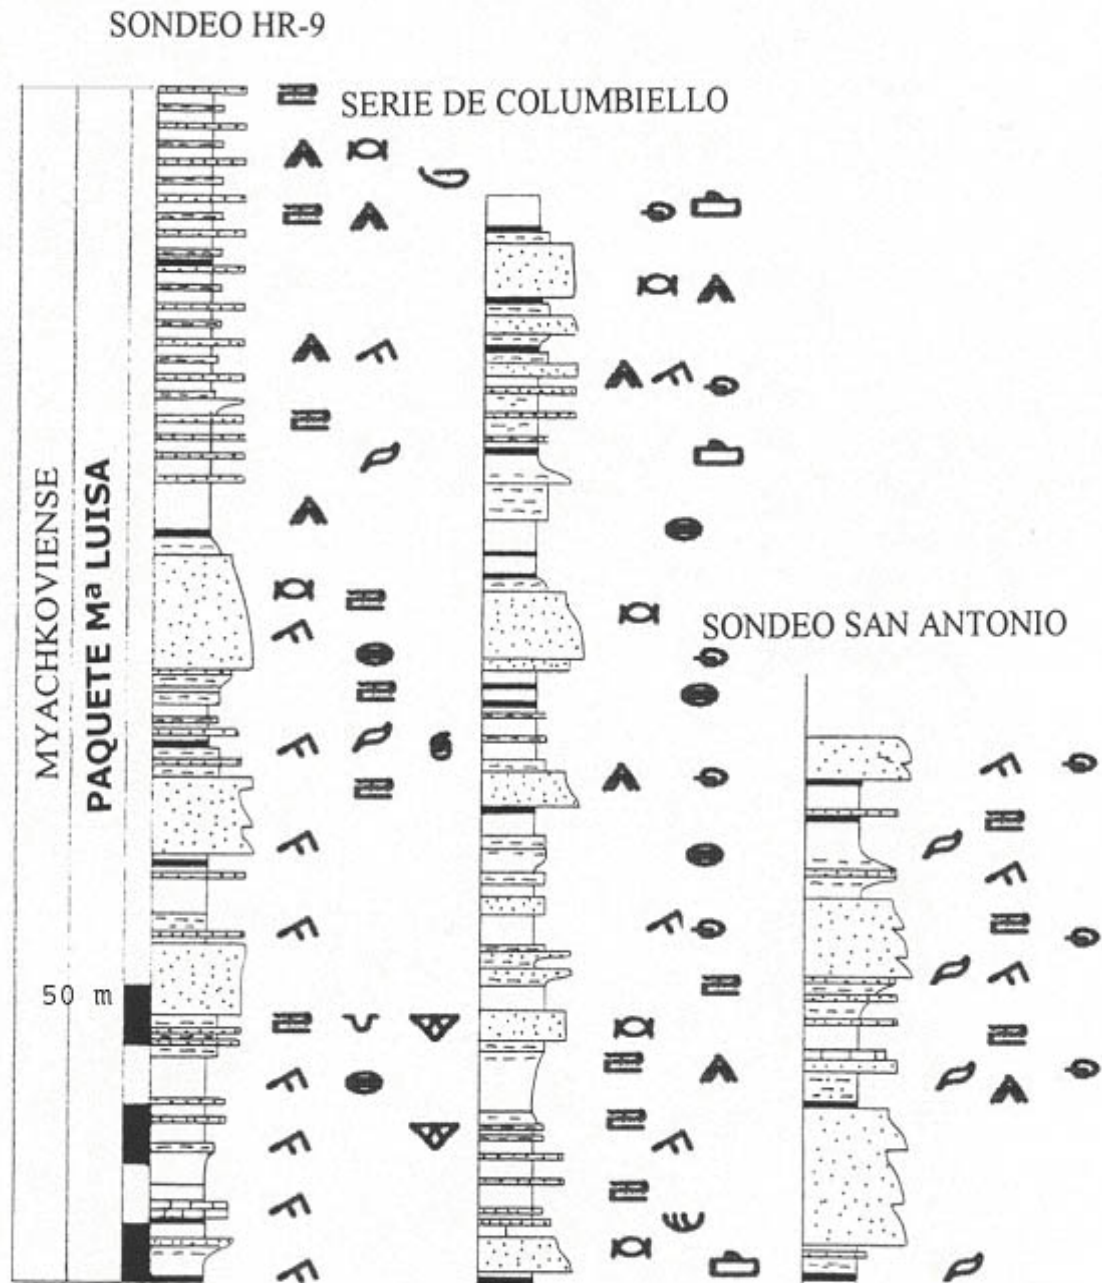 SONDEO HR-9
SERIE DE COLUMBIELLO
SONDEO SAN ANTONIO
MYACHKOVIENSE
PAQUETE Mª LUISA
50 m